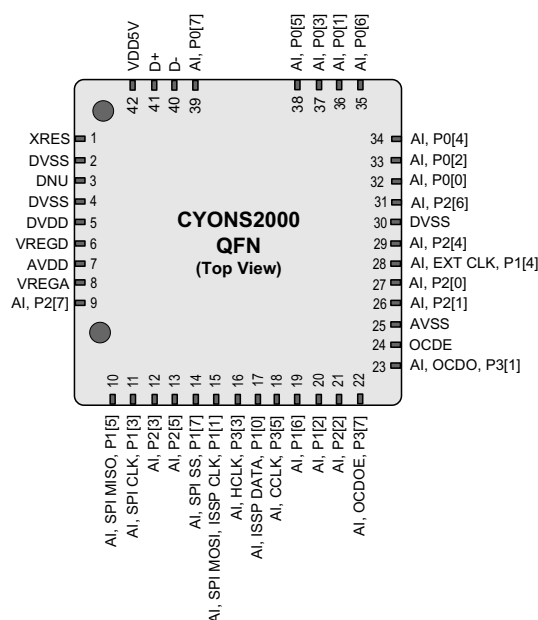 VDD5V
D+
D-
AI, P0[7]
AI, P0[5]
AI, P0[3]
AI, P0[1]
AI, P0[6]
42
41
40
39
38
37
36
35
XRES 1
DVSS 2
DNU 3
DVSS 4
DVDD 5
VREGD 6
AVDD 7
VREGA 8
AI, P2[7] 9
CYONS2000
QFN
(Top View)
34 AI, P0[4]
33 AI, P0[2]
32 AI, P0[0]
31 AI, P2[6]
30 DVSS
29 AI, P2[4]
28 AI, EXT CLK, P1[4]
27 AI, P2[0]
26 AI, P2[1]
25 AVSS
24 OCDE
23 AI, OCDO, P3[1]
10
11
12
13
14
15
16
17
18
19
20
21
22
AI, SPI MISO, P1[5]
AI, SPI CLK, P1[3]
AI, P2[3]
AI, P2[5]
AI, SPI SS, P1[7]
AI, SPI MOSI, ISSP CLK, P1[1]
AI, HCLK, P3[3]
AI, ISSP DATA, P1[0]
AI, CCLK, P3[5]
AI, P1[6]
AI, P1[2]
AI, P2[2]
AI, OCDOE, P3[7]